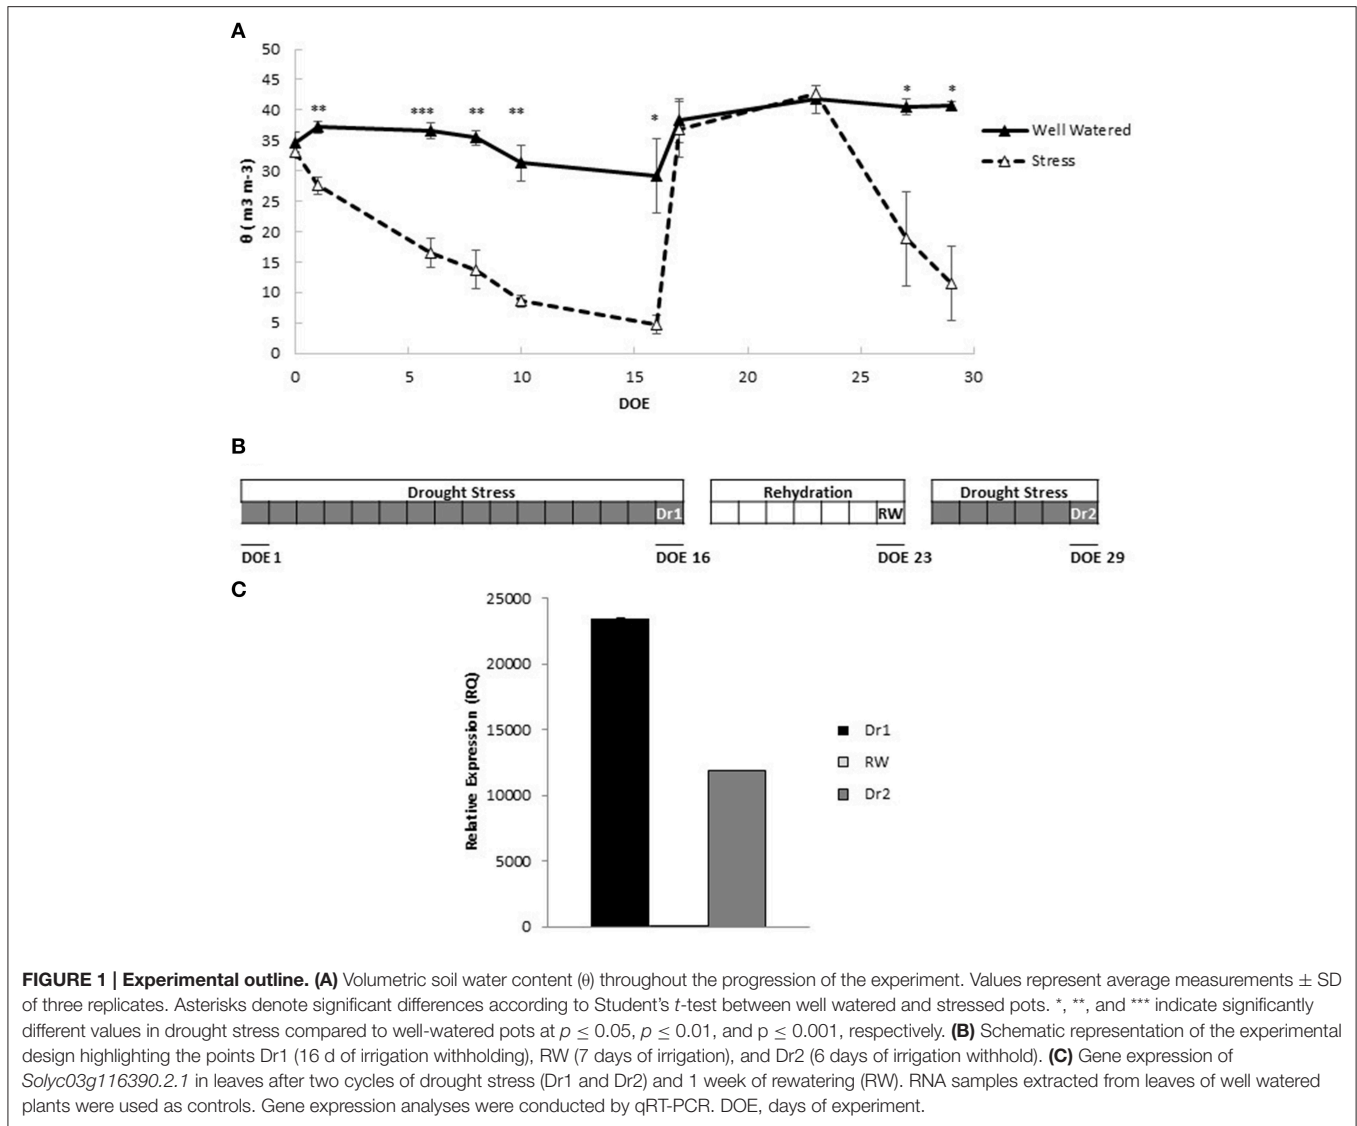 A
50
45
40
35
30
25
20
15
10
5
0
θ ( m3 m-3)
** *** ** ** * * *
Well Watered
Stress
0 5 10 15 20 25 30
DOE
B
Drought Stress Rehydration Drought Stress
Dr1 RW Dr2
DOE 1 DOE 16 DOE 23 DOE 29
C
25000
20000
15000
10000
5000
0
Relative Expression (RQ)
Dr1
RW
Dr2
FIGURE 1 | Experimental outline. (A) Volumetric soil water content (θ) throughout the progression of the experiment. Values represent average measurements ± SD
of three replicates. Asterisks denote significant differences according to Student's t-test between well watered and stressed pots. *, **, and *** indicate significantly
different values in drought stress compared to well-watered pots at p ≤ 0.05, p ≤ 0.01, and p ≤ 0.001, respectively. (B) Schematic representation of the experimental
design highlighting the points Dr1 (16 d of irrigation withholding), RW (7 days of irrigation), and Dr2 (6 days of irrigation withhold). (C) Gene expression of
Solyc03g116390.2.1 in leaves after two cycles of drought stress (Dr1 and Dr2) and 1 week of rewatering (RW). RNA samples extracted from leaves of well watered
plants were used as controls. Gene expression analyses were conducted by qRT-PCR. DOE, days of experiment.